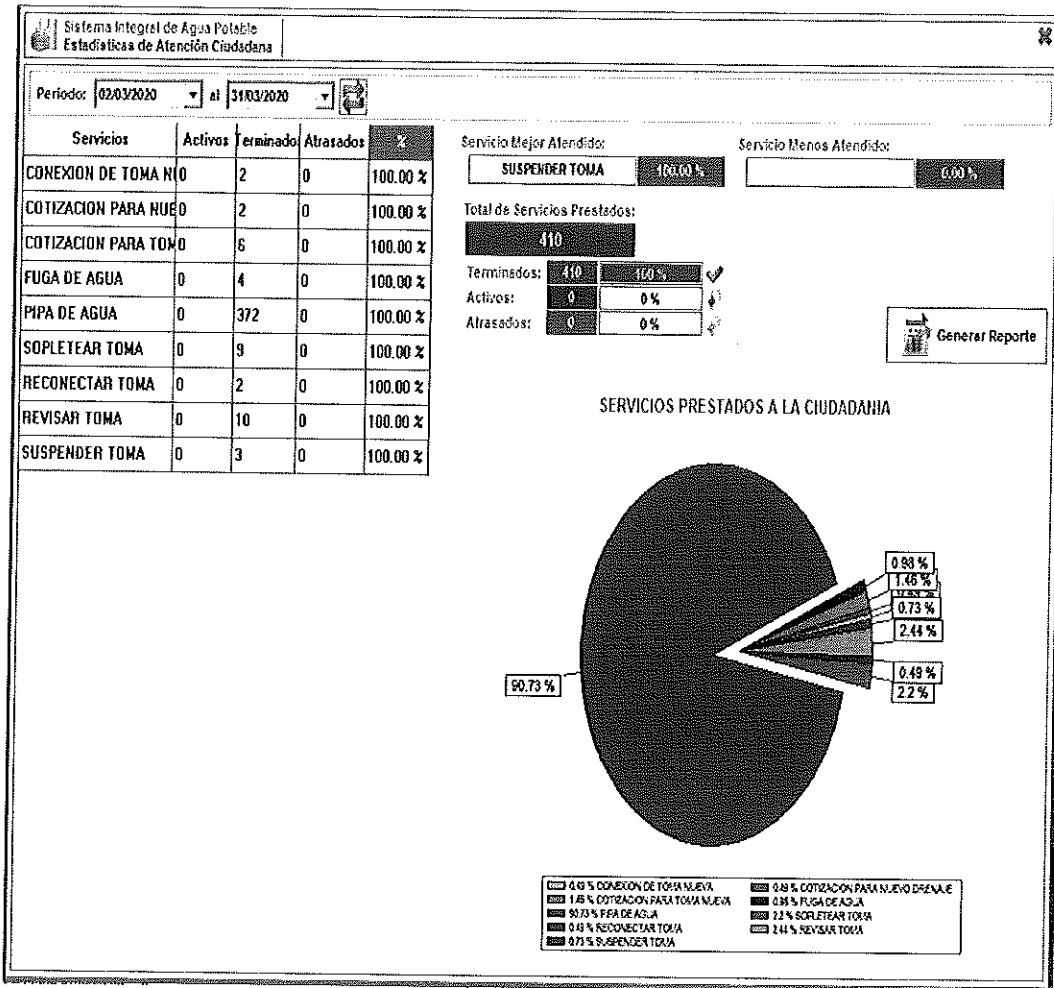 Sistema Integral de Agua Potable
Estadisticas de Atención Ciudadana
Periodo: 02/03/2020 al 31/03/2020
Servicios Activos Terminado Atrasados %
CONEXION DE TOMA N 0 2 0 100.00 %
COTIZACION PARA NUE 0 2 0 100.00 %
COTIZACION PARA TOM 0 6 0 100.00 %
FUGA DE AGUA 0 4 0 100.00 %
PIPA DE AGUA 0 372 0 100.00 %
SOPLETEAR TOMA 0 9 0 100.00 %
RECONECTAR TOMA 0 2 0 100.00 %
REVISAR TOMA 0 10 0 100.00 %
SUSPENDER TOMA 0 3 0 100.00 %
Servicio Mejor Atendido:
SUSPENDER TOMA 100.00 %
Servicio Menos Atendido:
0.00 %
Total de Servicios Prestados:
410
Terminados: 410 100 %
Activos: 0 0 %
Atrasados: 0 0 %
Generar Reporte
SERVICIOS PRESTADOS A LA CIUDADANIA
0.98 %
1.46 %
0.73 %
2.44 %
0.49 %
2.2 %
90.73 %
0.49 % CONEXION DE TOMA NUEVA
0.49 % COTIZACION PARA NUEVO DRENAJE
1.46 % COTIZACION PARA TOMA NUEVA
0.98 % FUGA DE AGUA
90.73 % PIPA DE AGUA
2.2 % SOPLETEAR TOMA
0.49 % RECONECTAR TOMA
2.44 % REVISAR TOMA
0.73 % SUSPENDER TOMA